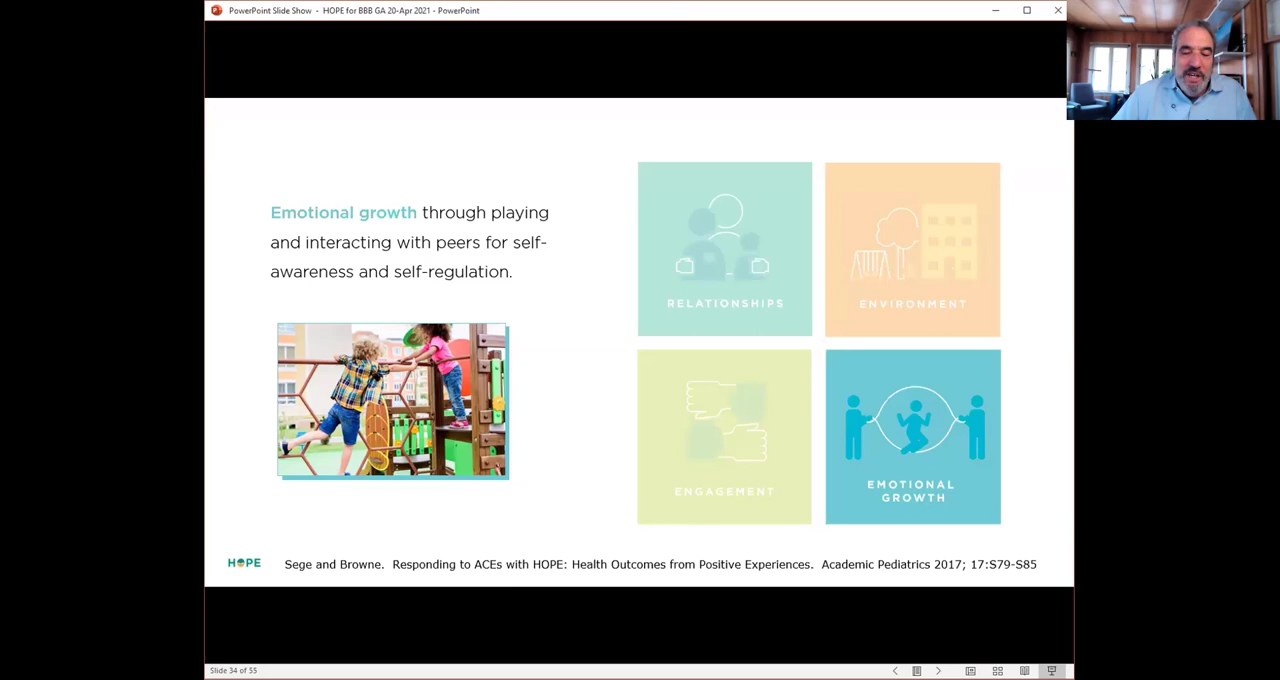 PowerPoint Slide Show - HOPE for BBB GA 20-Apr 2021 - PowerPoint
Emotional growth through playing
and interacting with peers for self-
awareness and self-regulation.
RELATIONSHIPS
ENVIRONMENT
ENGAGEMENT
EMOTIONAL
GROWTH
HOPE
Sege and Browne. Responding to ACEs with HOPE: Health Outcomes from Positive Experiences. Academic Pediatrics 2017; 17:S79-S85
Slide 34 of 55